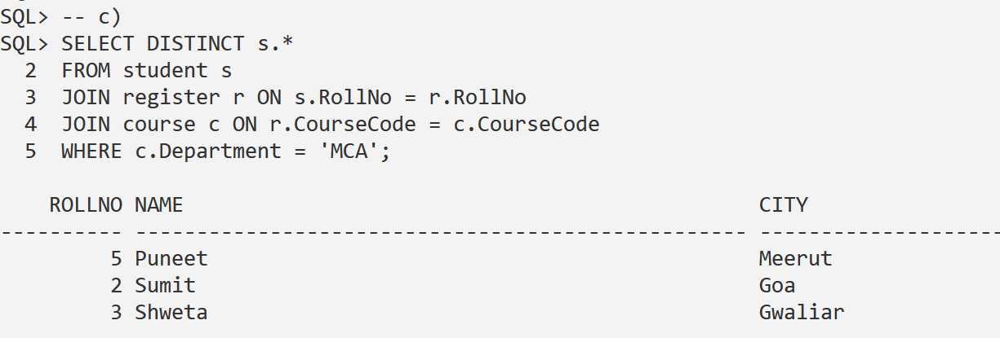 SQL> -- c)
SQL> SELECT DISTINCT s.*
  2  FROM student s
  3  JOIN register r ON s.RollNo = r.RollNo
  4  JOIN course c ON r.CourseCode = c.CourseCode
  5  WHERE c.Department = 'MCA';

    ROLLNO NAME                                               CITY
---------- -------------------------------------------------- --------------------
         5 Puneet                                             Meerut
         2 Sumit                                              Goa
         3 Shweta                                             Gwaliar